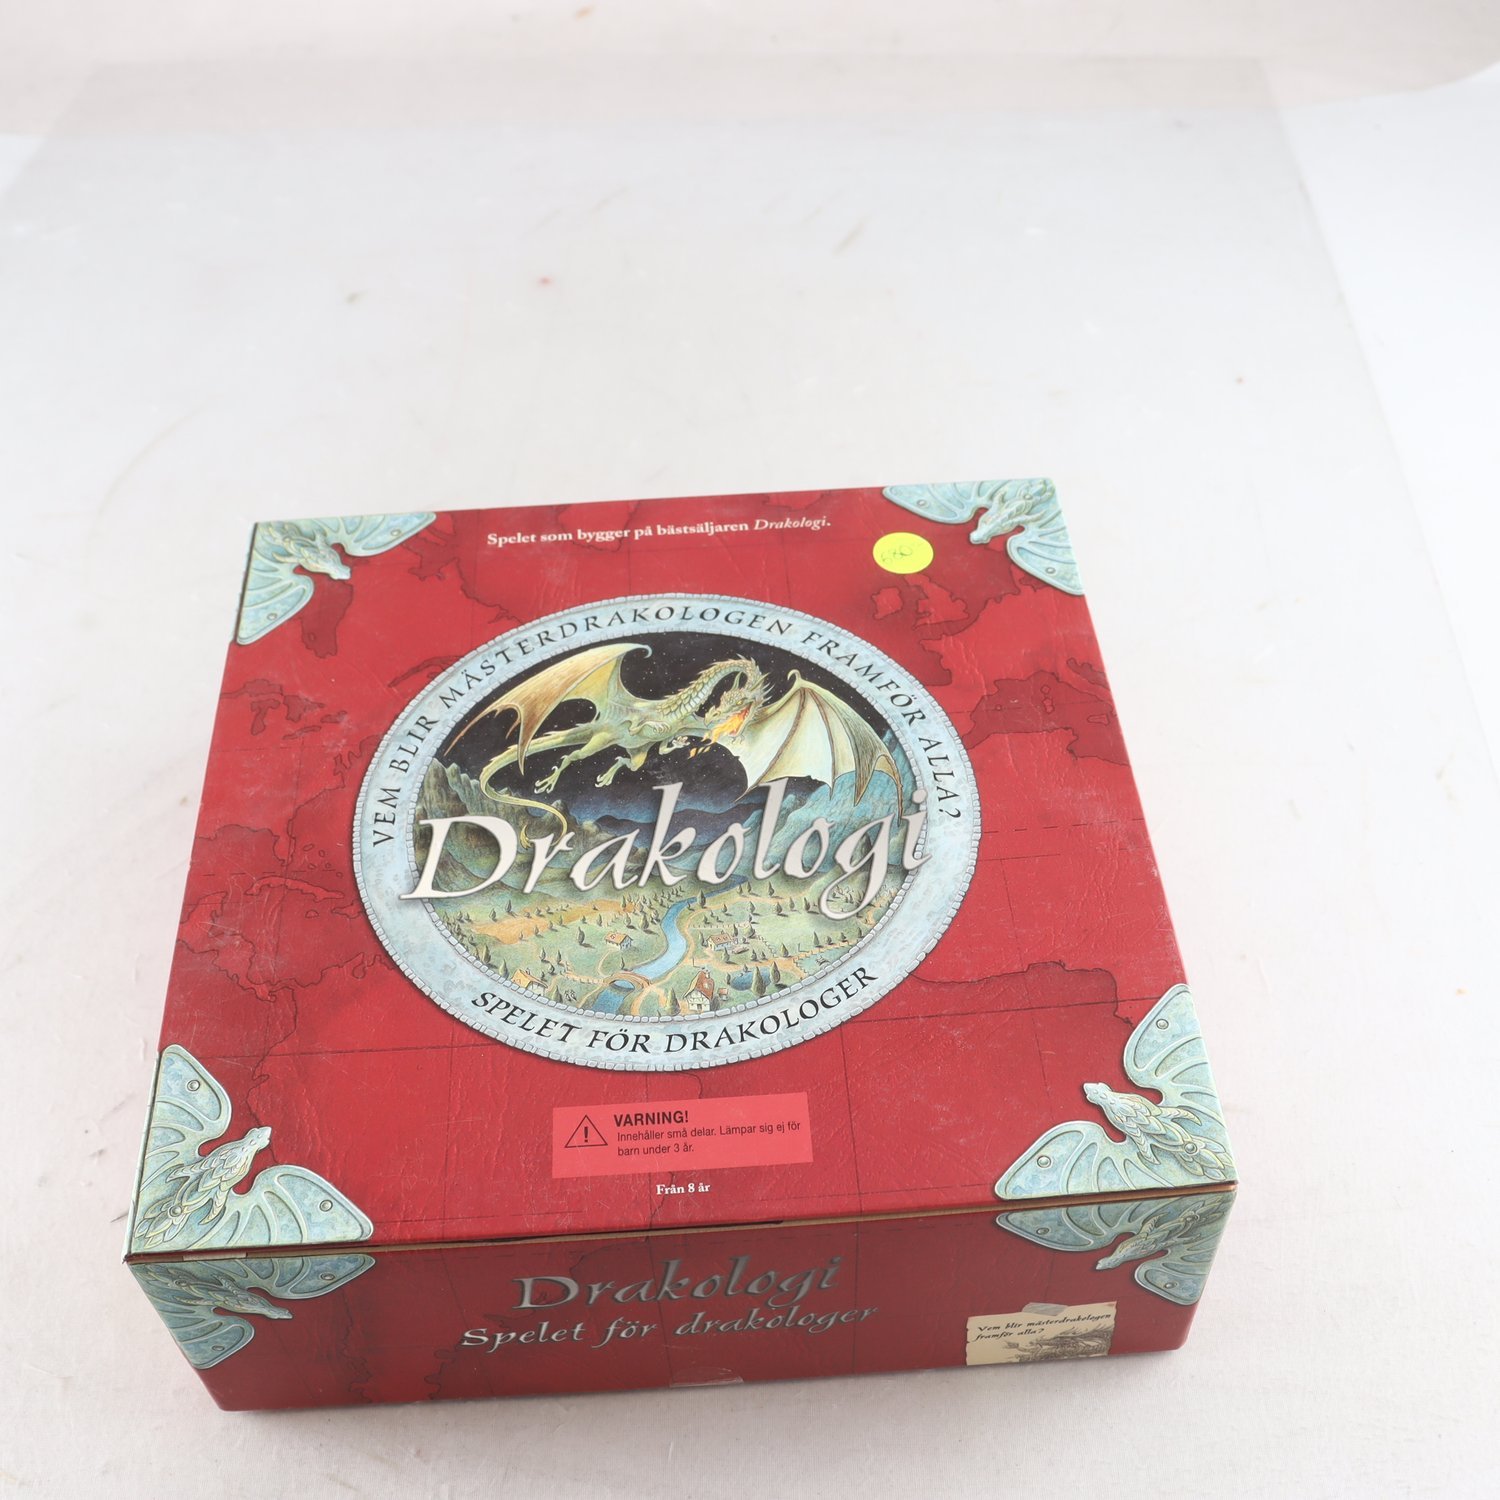 Spelet som bygger på bästsäljaren Drakologi.
VEM BLIR MÄSTERDRAKOLOGEN FRAMFÖR ALLA?
Drakologi
SPELET FÖR DRAKOLOGER
VARNING!
Innehåller små delar. Lämpar sig ej för
barn under 3 år.
Från 8 år
Drakologi
Spelet för drakologer
Vem blir mästerdrakologen
framför alla?